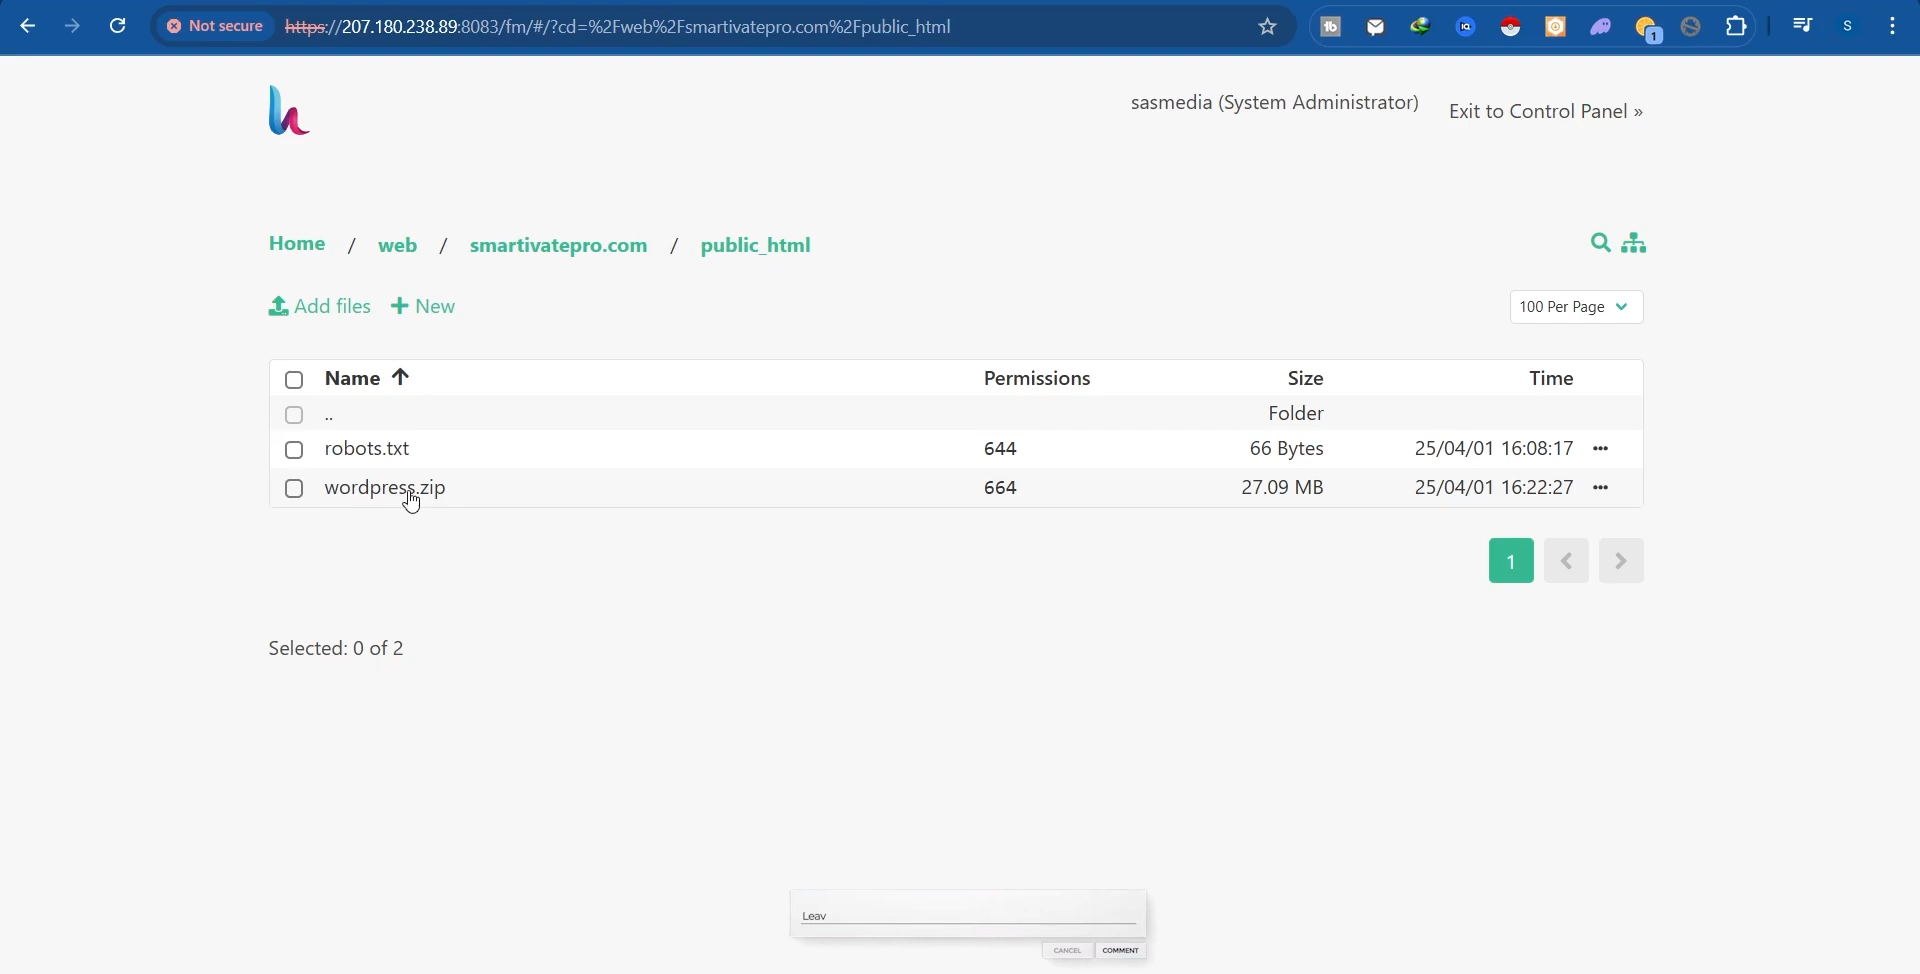 Not secure https://207.180.238.89:8083/fm/#/?cd=%2Fweb%2Fsmartivatepro.com%2Fpublic_html tb IQ 1 S
sasmedia (System Administrator) Exit to Control Panel »
Home / web / smartivatepro.com / public_html
Add files New 100 Per Page
Name Permissions Size Time
.. Folder
robots.txt 644 66 Bytes 25/04/01 16:08:17
wordpress.zip 664 27.09 MB 25/04/01 16:22:27
1
Selected: 0 of 2
Leav
CANCEL COMMENT